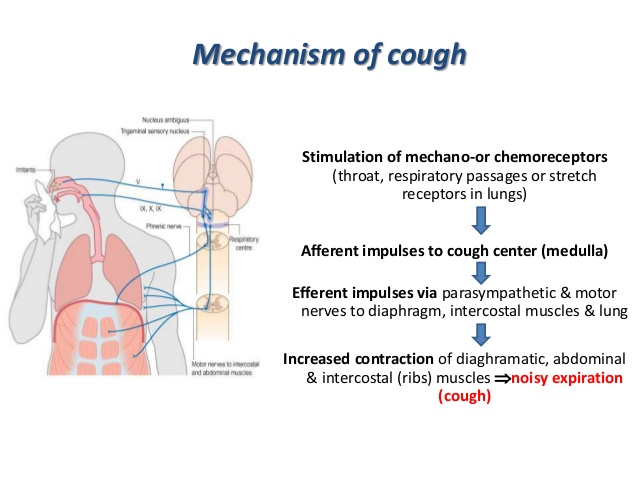 Mechanism of cough
Nucleus ambiguus
Trigeminal sensory nucleus
Irritants
V
IX, X, IX
Phrenic nerve
Respiratory
centre
Motor nerves to intercostal
and abdominal muscles
Stimulation of mechano-or chemoreceptors
(throat, respiratory passages or stretch
receptors in lungs)
Afferent impulses to cough center (medulla)
Efferent impulses via parasympathetic & motor
nerves to diaphragm, intercostal muscles & lung
Increased contraction of diaghramatic, abdominal
& intercostal (ribs) muscles ⇒noisy expiration
(cough)